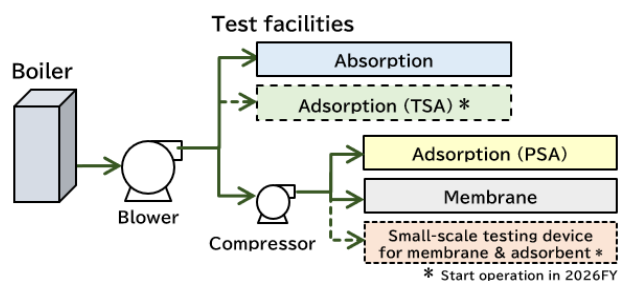 Test facilities
Boiler
Absorption
Adsorption (TSA) *
Blower
Adsorption (PSA)
Membrane
Compressor
Small-scale testing device
for membrane & adsorbent *
* Start operation in 2026FY